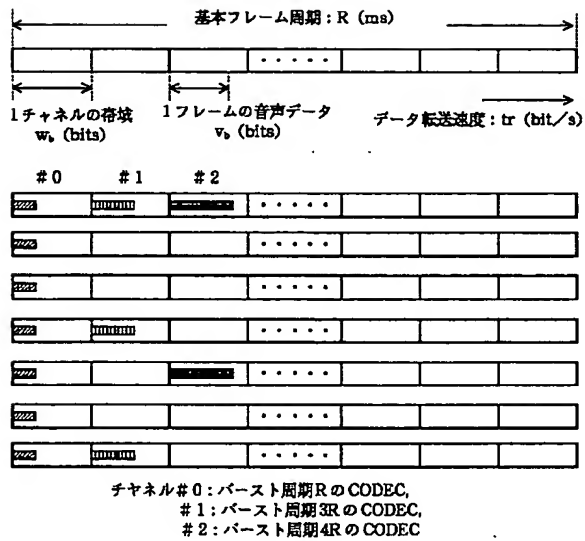 基本フレーム周期：R (ms)
･････
1チャネルの帯域
w_b (bits)
1フレームの音声データ
v_b (bits)
データ転送速度：tr (bit／s)
#0 #1 #2
･････
･････
･････
･････
･････
･････
･････
チヤネル#0：バースト周期RのCODEC,
#1：バースト周期3RのCODEC,
#2：バースト周期4RのCODEC